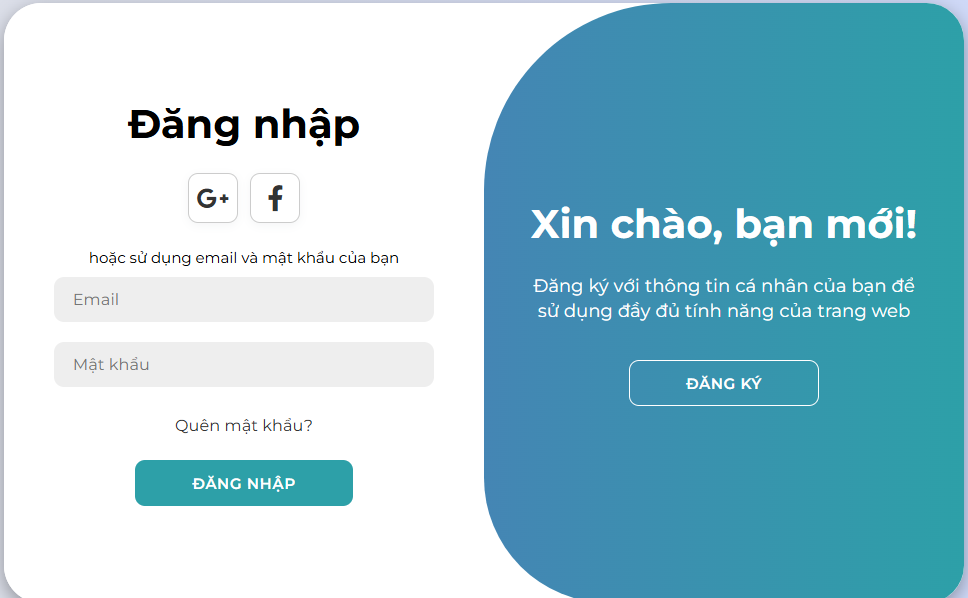 Đăng nhập
G+ f
hoặc sử dụng email và mật khẩu của bạn
Email
Mật khẩu
Quên mật khẩu?
ĐĂNG NHẬP
Xin chào, bạn mới!
Đăng ký với thông tin cá nhân của bạn để
sử dụng đầy đủ tính năng của trang web
ĐĂNG KÝ